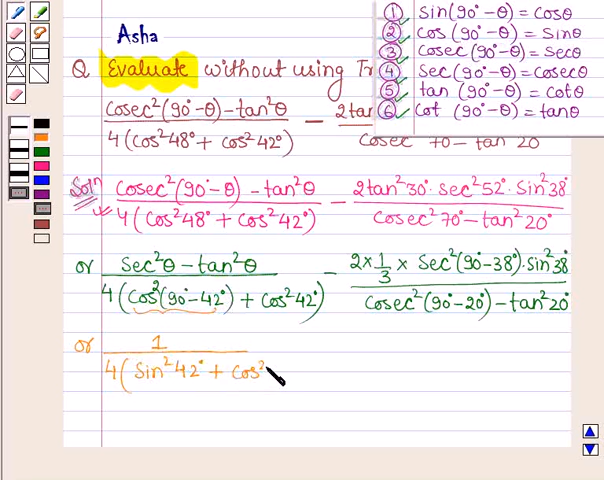 ① sin(90°-θ) = cosθ
② cos (90°-θ) = sinθ
③ cosec(90°-θ) = secθ
④ sec(90°-θ) = cosecθ
⑤ tan (90°-θ) = cotθ
⑥ cot (90°-θ) = tanθ
Asha
Q Evaluate without using
cosec²(90°-θ)-tan²θ - 2tan
4(cos²48°+cos²42°) cosec²70°-tan²20°
Soln cosec²(90°-θ)-tan²θ - 2tan²30°.sec²52°.sin²38°
4(cos²48°+cos²42°) cosec²70°-tan²20°
or sec²θ-tan²θ - 2×1/3×sec²(90°-38°).sin²38°
4(cos²(90°-42°)+cos²42°) cosec²(90°-20°)-tan²20°
or 1
4(sin²42°+cos²